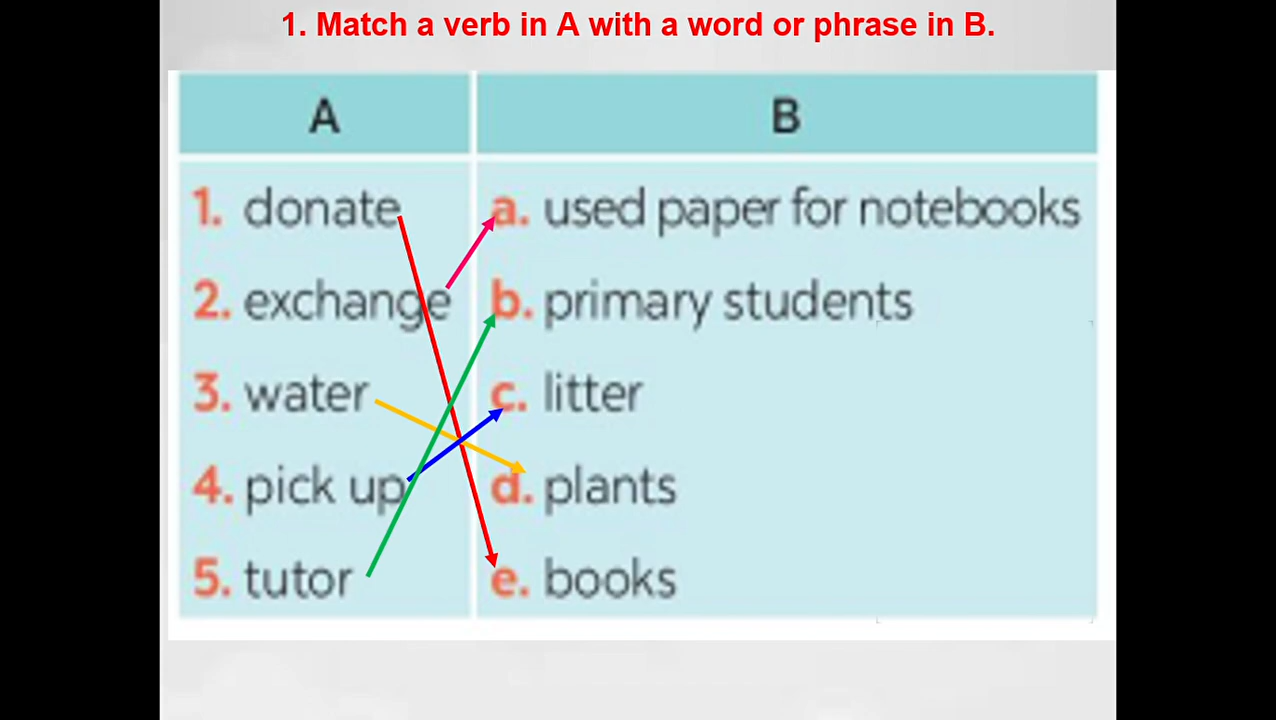 1. Match a verb in A with a word or phrase in B.
A
B
1. donate
a. used paper for notebooks
2. exchange
b. primary students
3. water
c. litter
4. pick up
d. plants
5. tutor
e. books